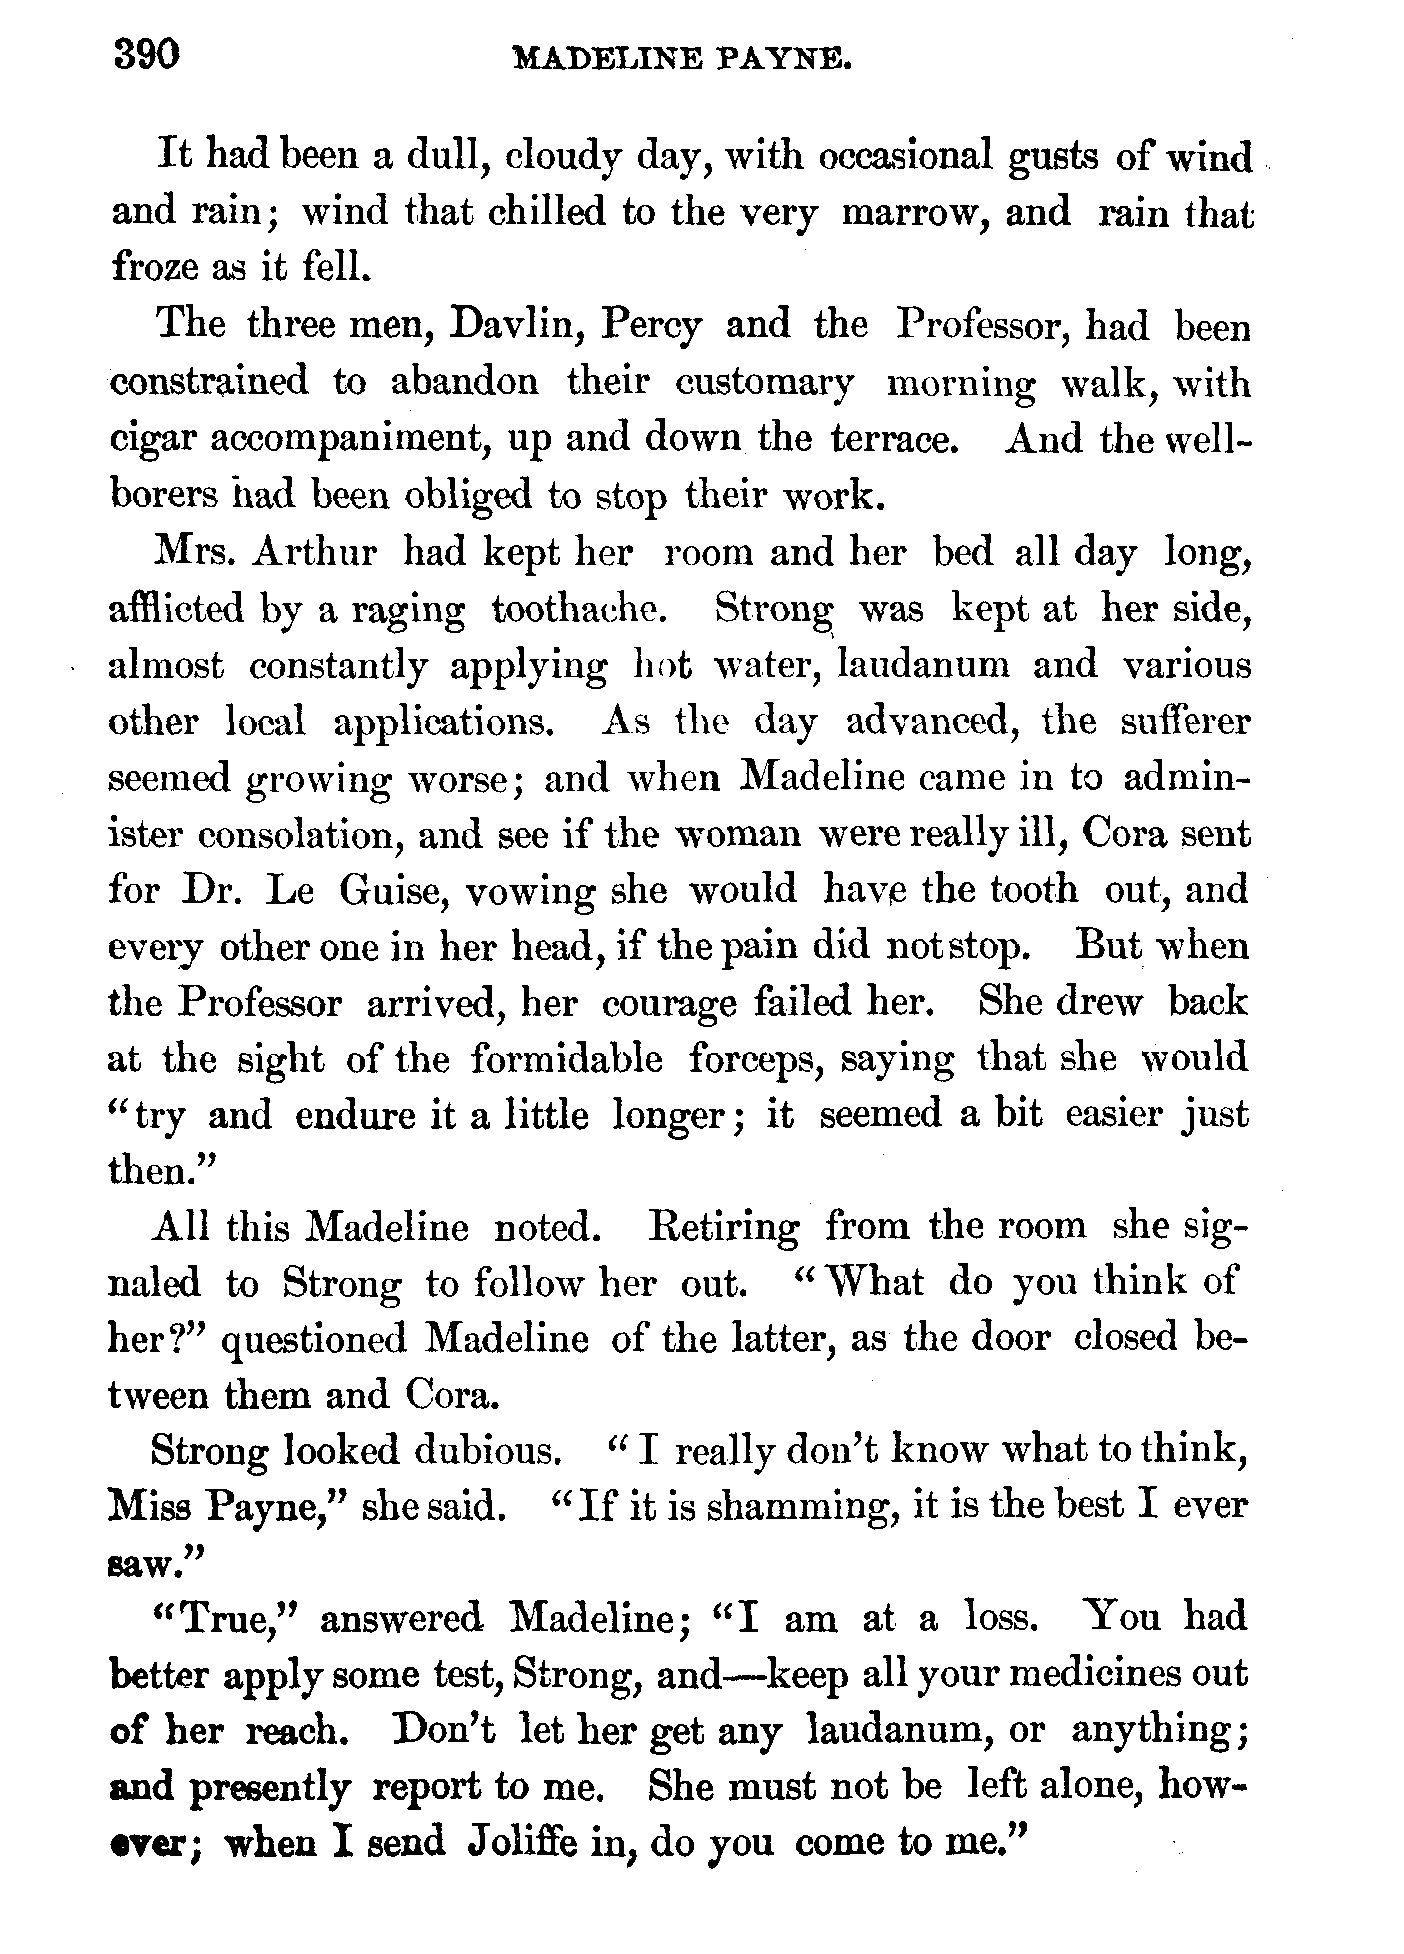 390 MADELINE PAYNE.
It had been a dull, cloudy day, with occasional gusts of wind
and rain; wind that chilled to the very marrow, and rain that
froze as it fell.
The three men, Davlin, Percy and the Professor, had been
constrained to abandon their customary morning walk, with
cigar accompaniment, up and down the terrace. And the well-
borers had been obliged to stop their work.
Mrs. Arthur had kept her room and her bed all day long,
afflicted by a raging toothache. Strong was kept at her side,
almost constantly applying hot water, laudanum and various
other local applications. As the day advanced, the sufferer
seemed growing worse; and when Madeline came in to admin-
ister consolation, and see if the woman were really ill, Cora sent
for Dr. Le Guise, vowing she would have the tooth out, and
every other one in her head, if the pain did not stop. But when
the Professor arrived, her courage failed her. She drew back
at the sight of the formidable forceps, saying that she would
"try and endure it a little longer; it seemed a bit easier just
then."
All this Madeline noted. Retiring from the room she sig-
naled to Strong to follow her out. "What do you think of
her?" questioned Madeline of the latter, as the door closed be-
tween them and Cora.
Strong looked dubious. "I really don't know what to think,
Miss Payne," she said. "If it is shamming, it is the best I ever
saw."
"True," answered Madeline; "I am at a loss. You had
better apply some test, Strong, and—keep all your medicines out
of her reach. Don't let her get any laudanum, or anything;
and presently report to me. She must not be left alone, how-
ever; when I send Joliffe in, do you come to me."